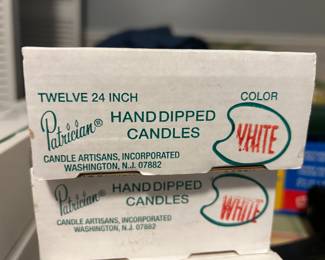 TWELVE 24 INCH
COLOR
Patrician®
HAND DIPPED
CANDLES
WHITE
CANDLE ARTISANS, INCORPORATED
WASHINGTON, N.J. 07882
Patrician®
HAND DIPPED
CANDLES
WHITE
CANDLE ARTISANS, INCORPORATED
WASHINGTON, N.J. 07882